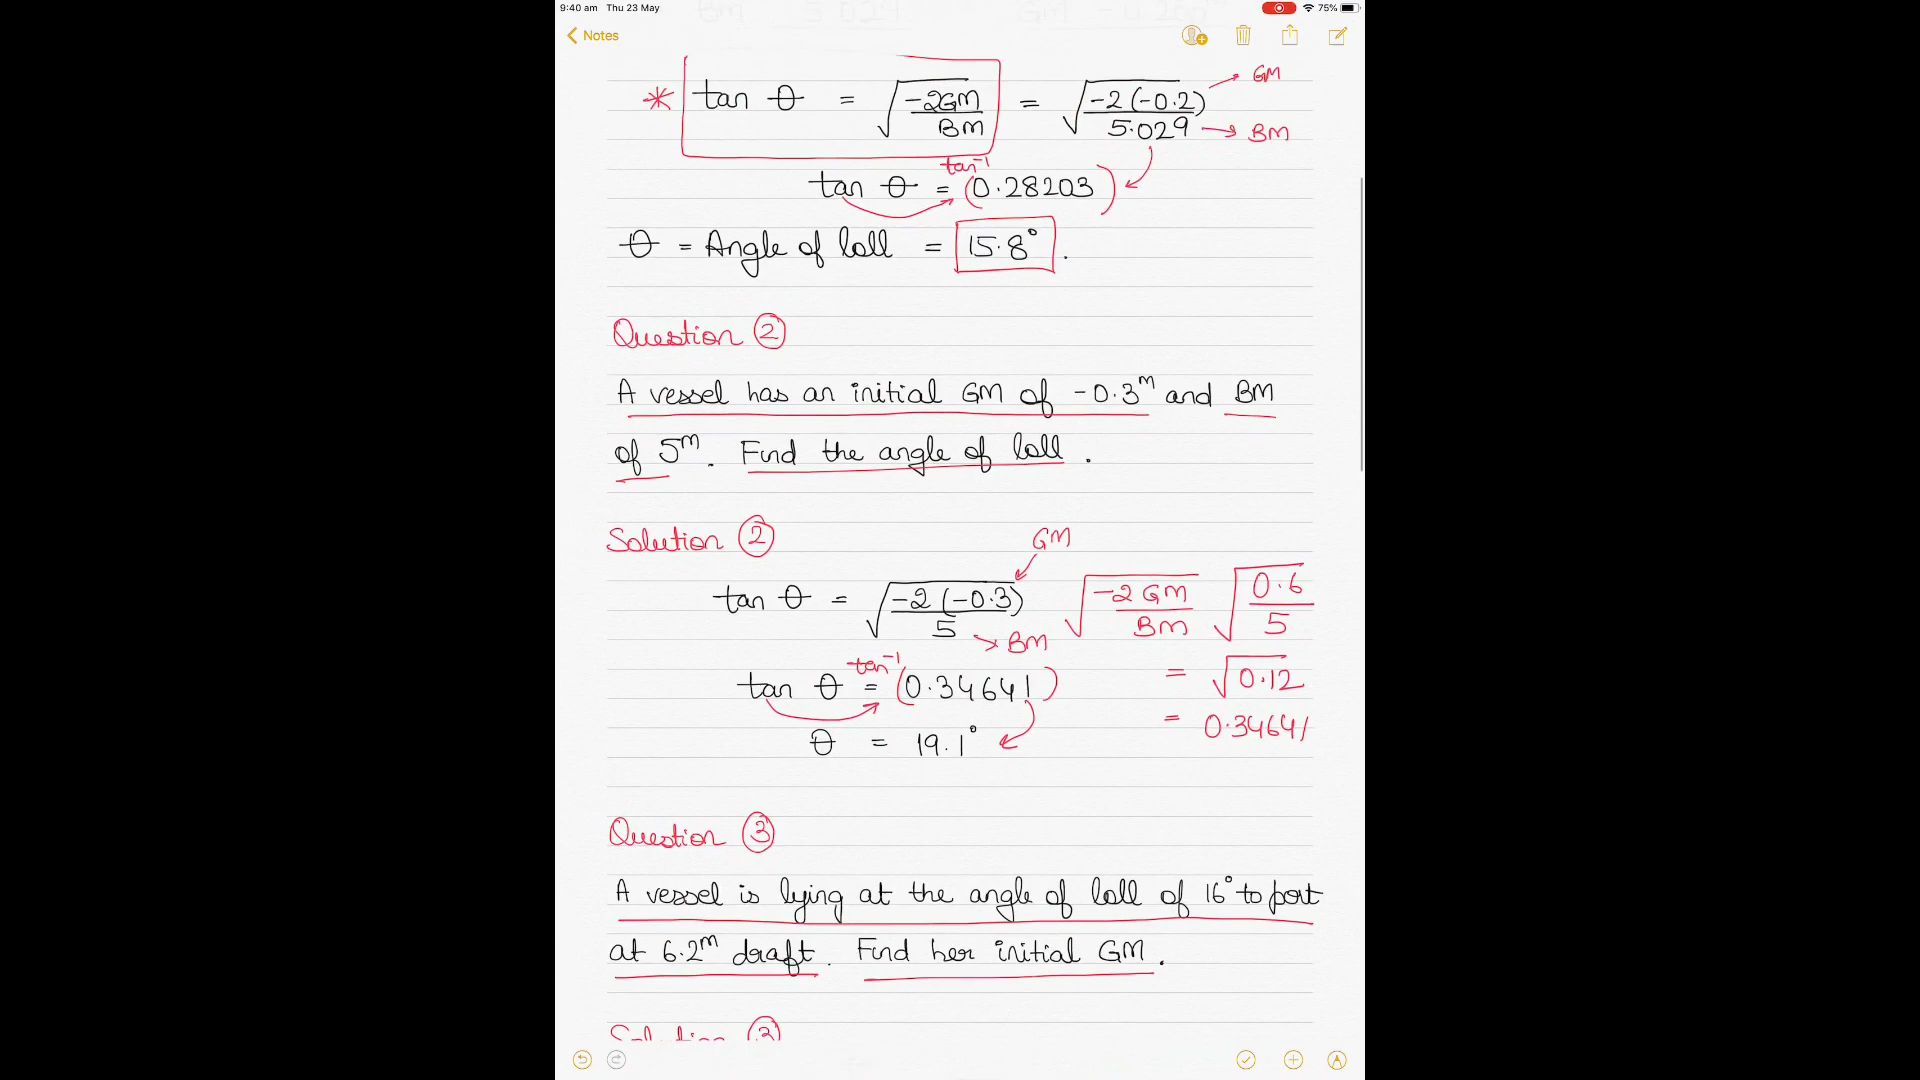 9:40 am Thu 23 May 75%
Notes
* tan θ = √(-2GM/BM) = √(-2(-0.2)/5.029) → GM → BM
tan θ = tan⁻¹(0.28203)
θ = Angle of loll = 15.8°.
Question ②
A vessel has an initial GM of -0.3ᵐ and BM
of 5ᵐ. Find the angle of loll.
Solution ②
GM
tan θ = √(-2(-0.3)/5) → BM √(-2GM/BM) √(0.6/5)
tan θ = tan⁻¹(0.34641) = √0.12
θ = 19.1° = 0.34641
Question ③
A vessel is lying at the angle of loll of 16° to port
at 6.2ᵐ draft. Find her initial GM.
Solution ③